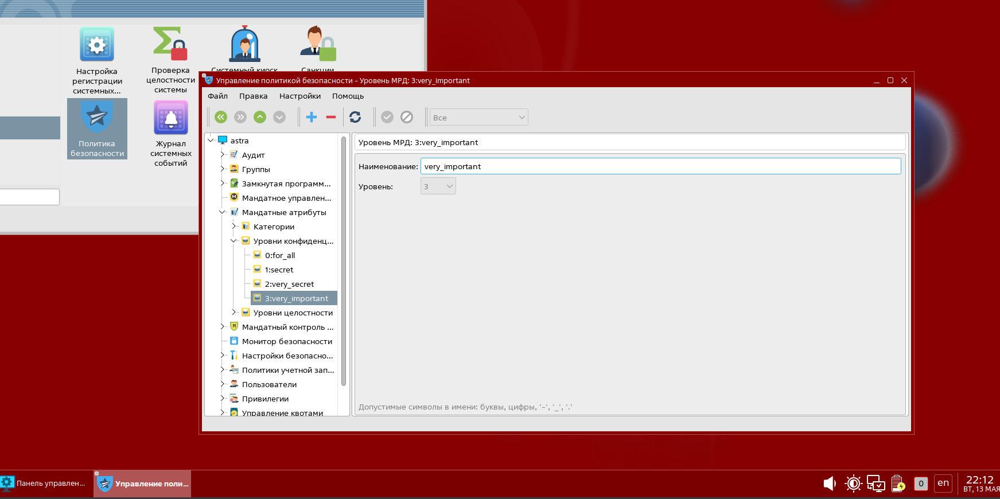 Настройка
регистрации
системных...
Проверка
целостности
системы
Системный киоск
Санкции
Политика
безопасности
Журнал
системных
событий
Управление политикой безопасности - Уровень МРД: 3:very_important
Файл Правка Настройки Помощь
Все
astra
Аудит
Группы
Замкнутая программ...
Мандатное управлен...
Мандатные атрибуты
Категории
Уровни конфиденц...
0:for_all
1:secret
2:very_secret
3:very_important
Уровни целостности
Мандатный контроль ...
Монитор безопасности
Настройки безопасно...
Политики учетной зап...
Пользователи
Привилегии
Управление квотами
Уровень МРД: 3:very_important
Наименование: very_important
Уровень: 3
Допустимые символы в имени: буквы, цифры, '-', '_', '.'
Панель управлен...
Управление поли...
0
en
22:12
ВТ, 13 МАЯ